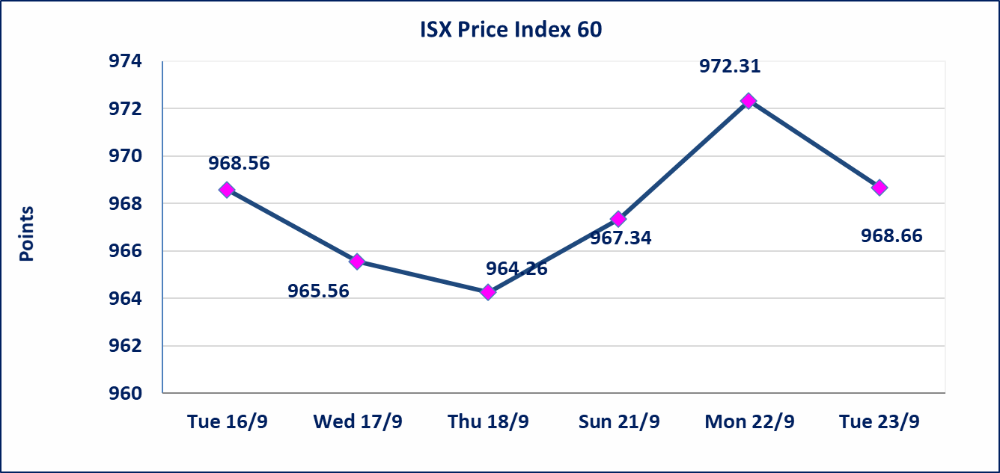 ISX Price Index 60
Points
974
972
970
968
966
964
962
960
968.56
965.56
964.26
967.34
972.31
968.66
Tue 16/9
Wed 17/9
Thu 18/9
Sun 21/9
Mon 22/9
Tue 23/9